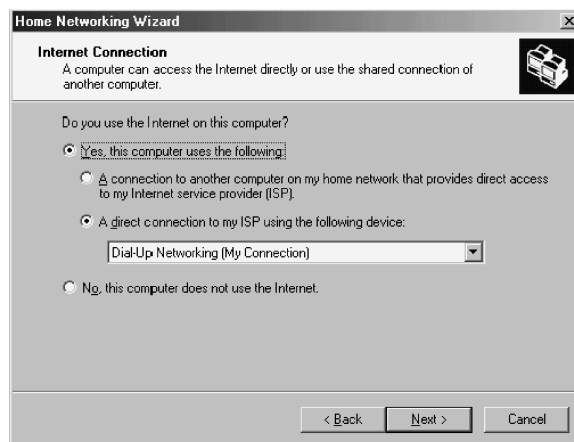 Home Networking Wizard
Internet Connection
A computer can access the Internet directly or use the shared connection of
another computer.
Do you use the Internet on this computer?
Yes, this computer uses the following:
A connection to another computer on my home network that provides direct access
to my Internet service provider (ISP).
A direct connection to my ISP using the following device:
Dial-Up Networking (My Connection)
No, this computer does not use the Internet.
< Back
Next >
Cancel